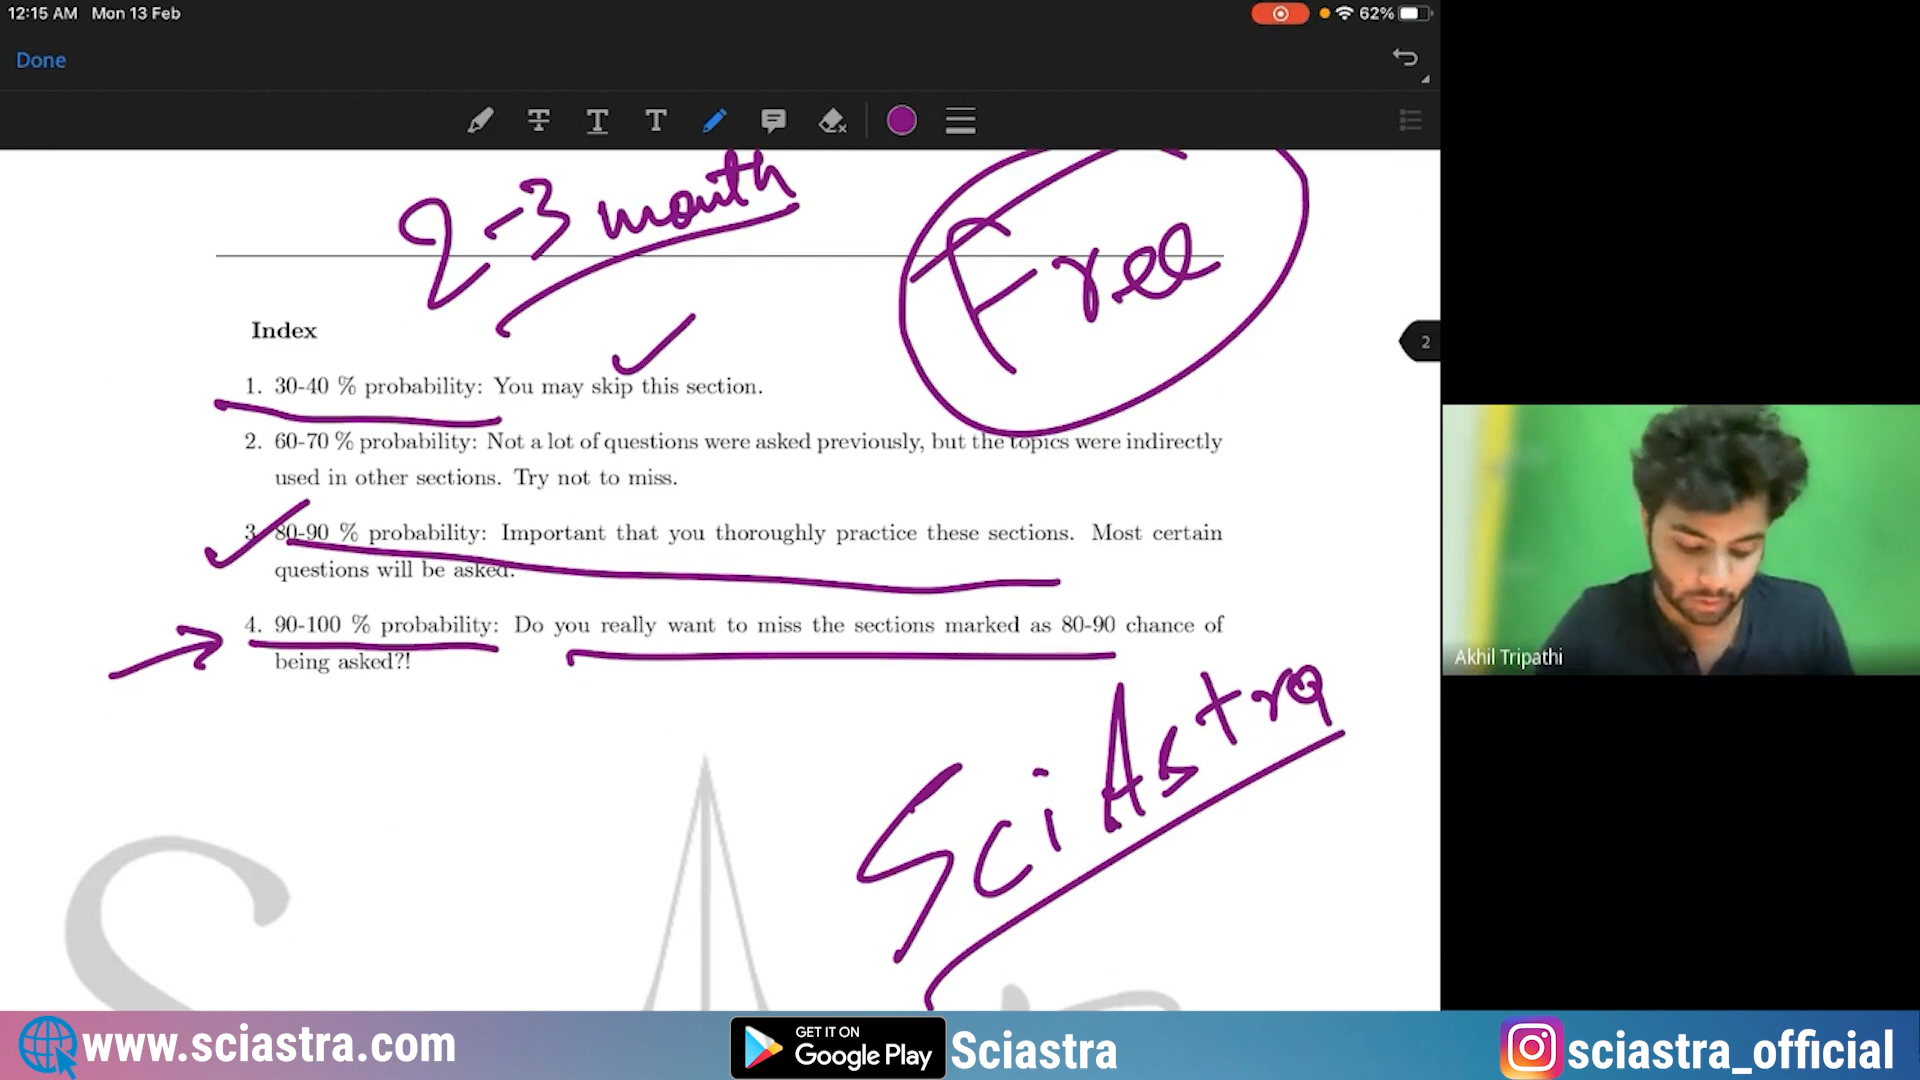 12:15 AM Mon 13 Feb
62%
Done
2-3 month
Free
Index
2
1. 30-40 % probability: You may skip this section.
2. 60-70 % probability: Not a lot of questions were asked previously, but the topics were indirectly
used in other sections. Try not to miss.
3. 80-90 % probability: Important that you thoroughly practice these sections. Most certain
questions will be asked.
4. 90-100 % probability: Do you really want to miss the sections marked as 80-90 chance of
being asked?!
Akhil Tripathi
SciAstra
www.sciastra.com
GET IT ON
Google Play
Sciastra
sciastra_official